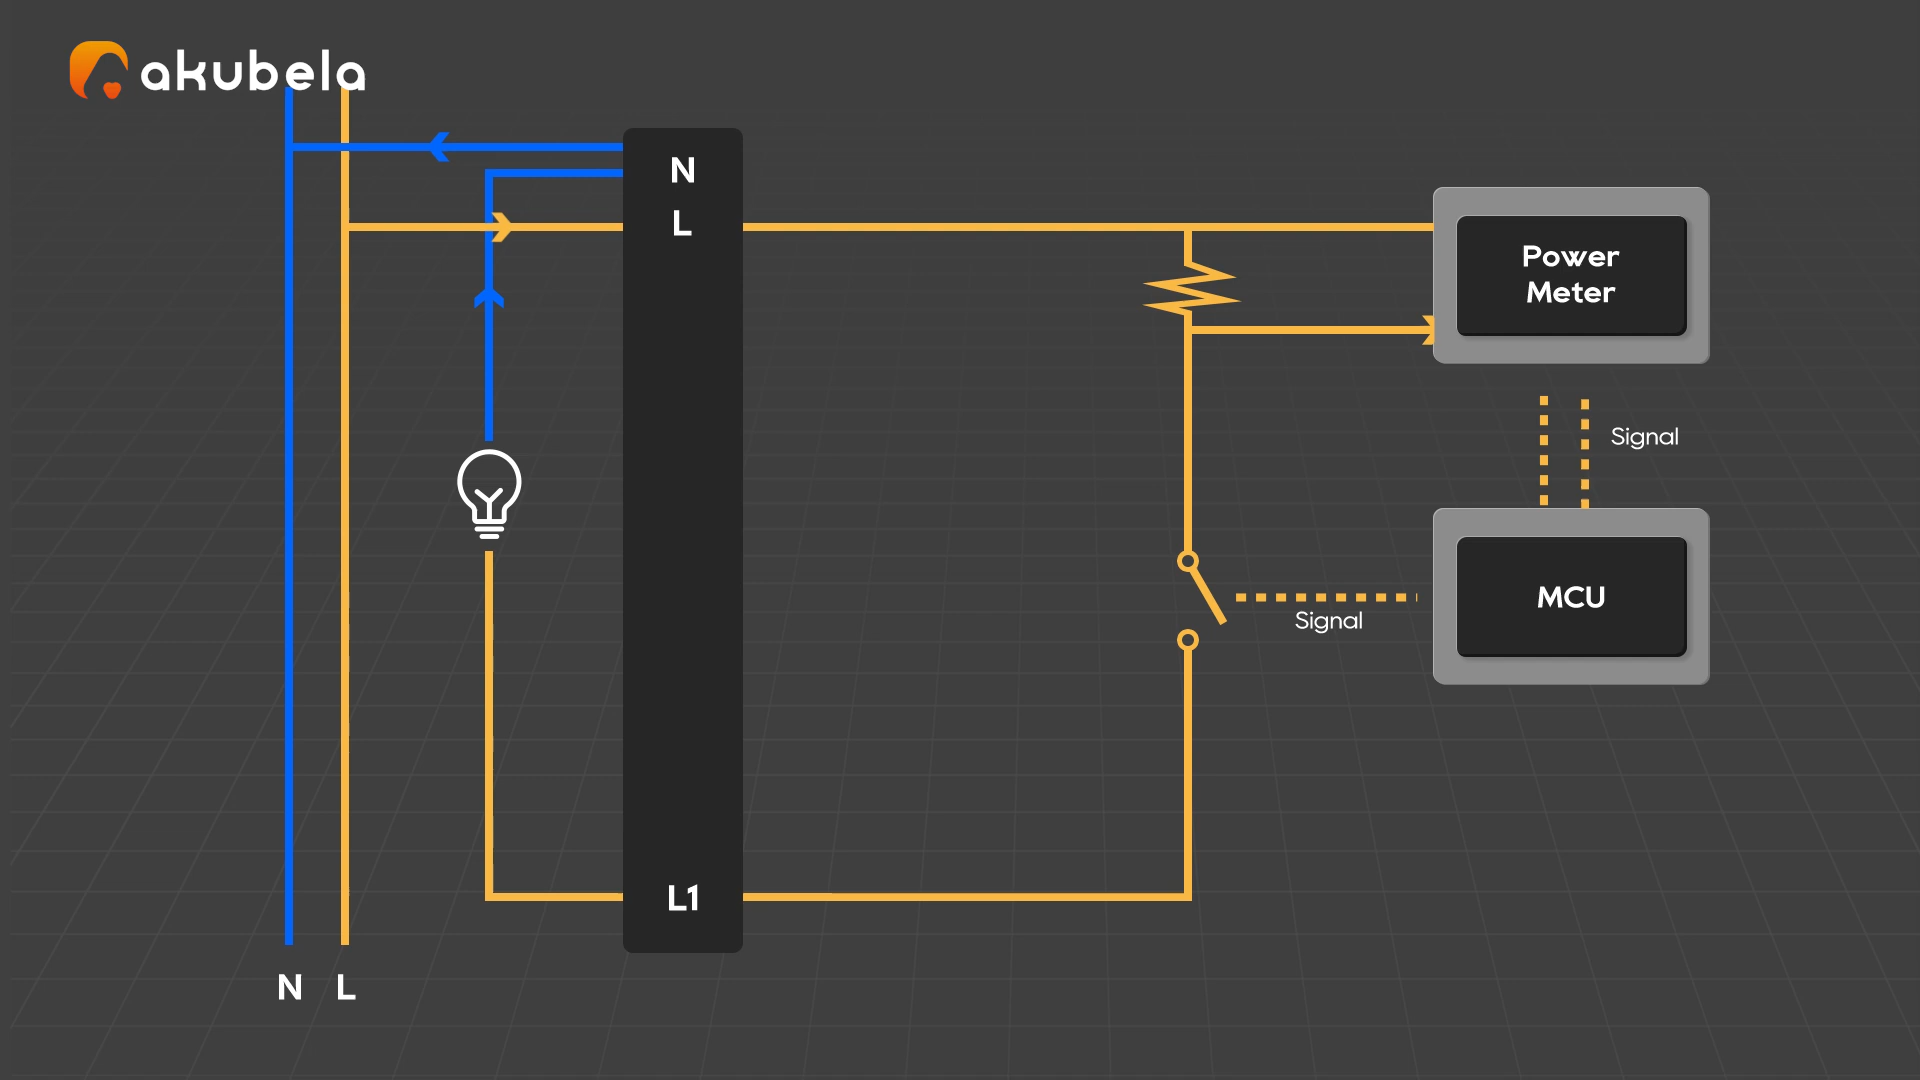 akubela
N
L
Power
Meter
Signal
MCU
Signal
L1
N L